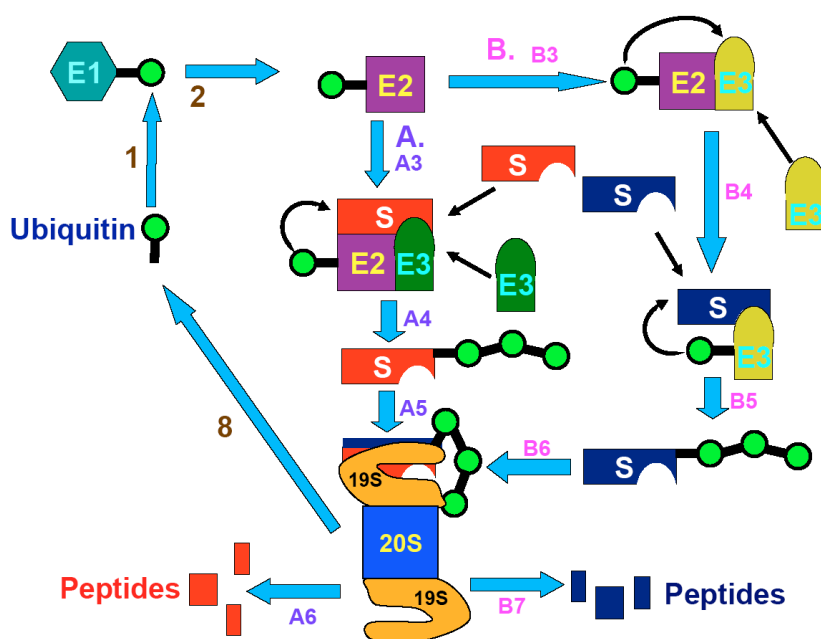 E1
2
E2
B. B3
E2 E3
1
A.
A3
S
S
B4
E3
Ubiquitin
S
E2 E3
E3
S
E3
A4
S
A5
B5
8
B6
S
19S
20S
Peptides
A6
19S
B7
Peptides